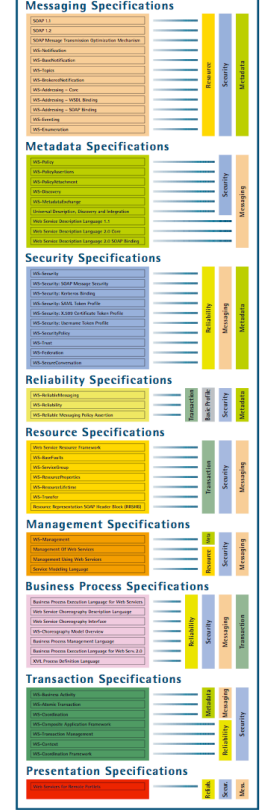 Messaging Specifications
SOAP 1.1
SOAP 1.2
SOAP Message Transmission Optimization Mechanism
WS-Notification
WS-BaseNotification
WS-Topics
WS-BrokeredNotification
WS-Addressing – Core
WS-Addressing – WSDL Binding
WS-Addressing – SOAP Binding
WS-Eventing
WS-Enumeration
Resource
Security
Metadata
Metadata Specifications
WS-Policy
WS-PolicyAssertions
WS-PolicyAttachment
WS-Discovery
WS-MetadataExchange
Universal Description, Discovery and Integration
Web Service Description Language 1.1
Web Service Description Language 2.0 Core
Web Service Description Language 2.0 SOAP Binding
Security
Messaging
Security Specifications
WS-Security
WS-Security: SOAP Message Security
WS-Security: Kerberos Binding
WS-Security: SAML Token Profile
WS-Security: X.509 Certificate Token Profile
WS-Security: Username Token Profile
WS-SecurityPolicy
WS-Trust
WS-Federation
WS-SecureConversation
Reliability
Messaging
Metadata
Reliability Specifications
WS-ReliableMessaging
WS-Reliability
WS-Reliable Messaging Policy Assertion
Transaction
Basic Profile
Security
Metadata
Resource Specifications
Web Service Resource Framework
WS-BaseFaults
WS-ServiceGroup
WS-ResourceProperties
WS-ResourceLifetime
WS-Transfer
Resource Representation SOAP Header Block (RRSHB)
Transaction
Security
Messaging
Management Specifications
WS-Management
Management Of Web Services
Management Using Web Services
Service Modeling Language
Resource
Meta.
Security
Messaging
Business Process Specifications
Business Process Execution Language for Web Services
Web Service Choreography Description Language
Web Service Choreography Interface
WS-Choreography Model Overview
Business Process Management Language
Business Process Execution Language for Web Serv. 2.0
XML Process Definition Language
Reliability
Security
Messaging
Transaction
Transaction Specifications
WS-Business Activity
WS-Atomic Transaction
WS-Coordination
WS-Composite Application Framework
WS-Transaction Management
WS-Context
WS-Coordination Framework
Metadata
Messaging
Reliability
Security
Presentation Specifications
Web Services for Remote Portlets
Reliab.
Secur.
Mess.